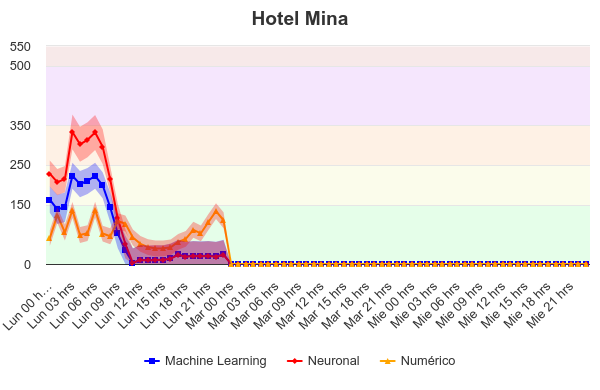 Hotel Mina
550
500
350
250
150
0
Lun 00 h...
Lun 03 hrs
Lun 06 hrs
Lun 09 hrs
Lun 12 hrs
Lun 15 hrs
Lun 18 hrs
Lun 21 hrs
Mar 00 hrs
Mar 03 hrs
Mar 06 hrs
Mar 09 hrs
Mar 12 hrs
Mar 15 hrs
Mar 18 hrs
Mar 21 hrs
Mie 00 hrs
Mie 03 hrs
Mie 06 hrs
Mie 09 hrs
Mie 12 hrs
Mie 15 hrs
Mie 18 hrs
Mie 21 hrs
Machine Learning Neuronal Numérico